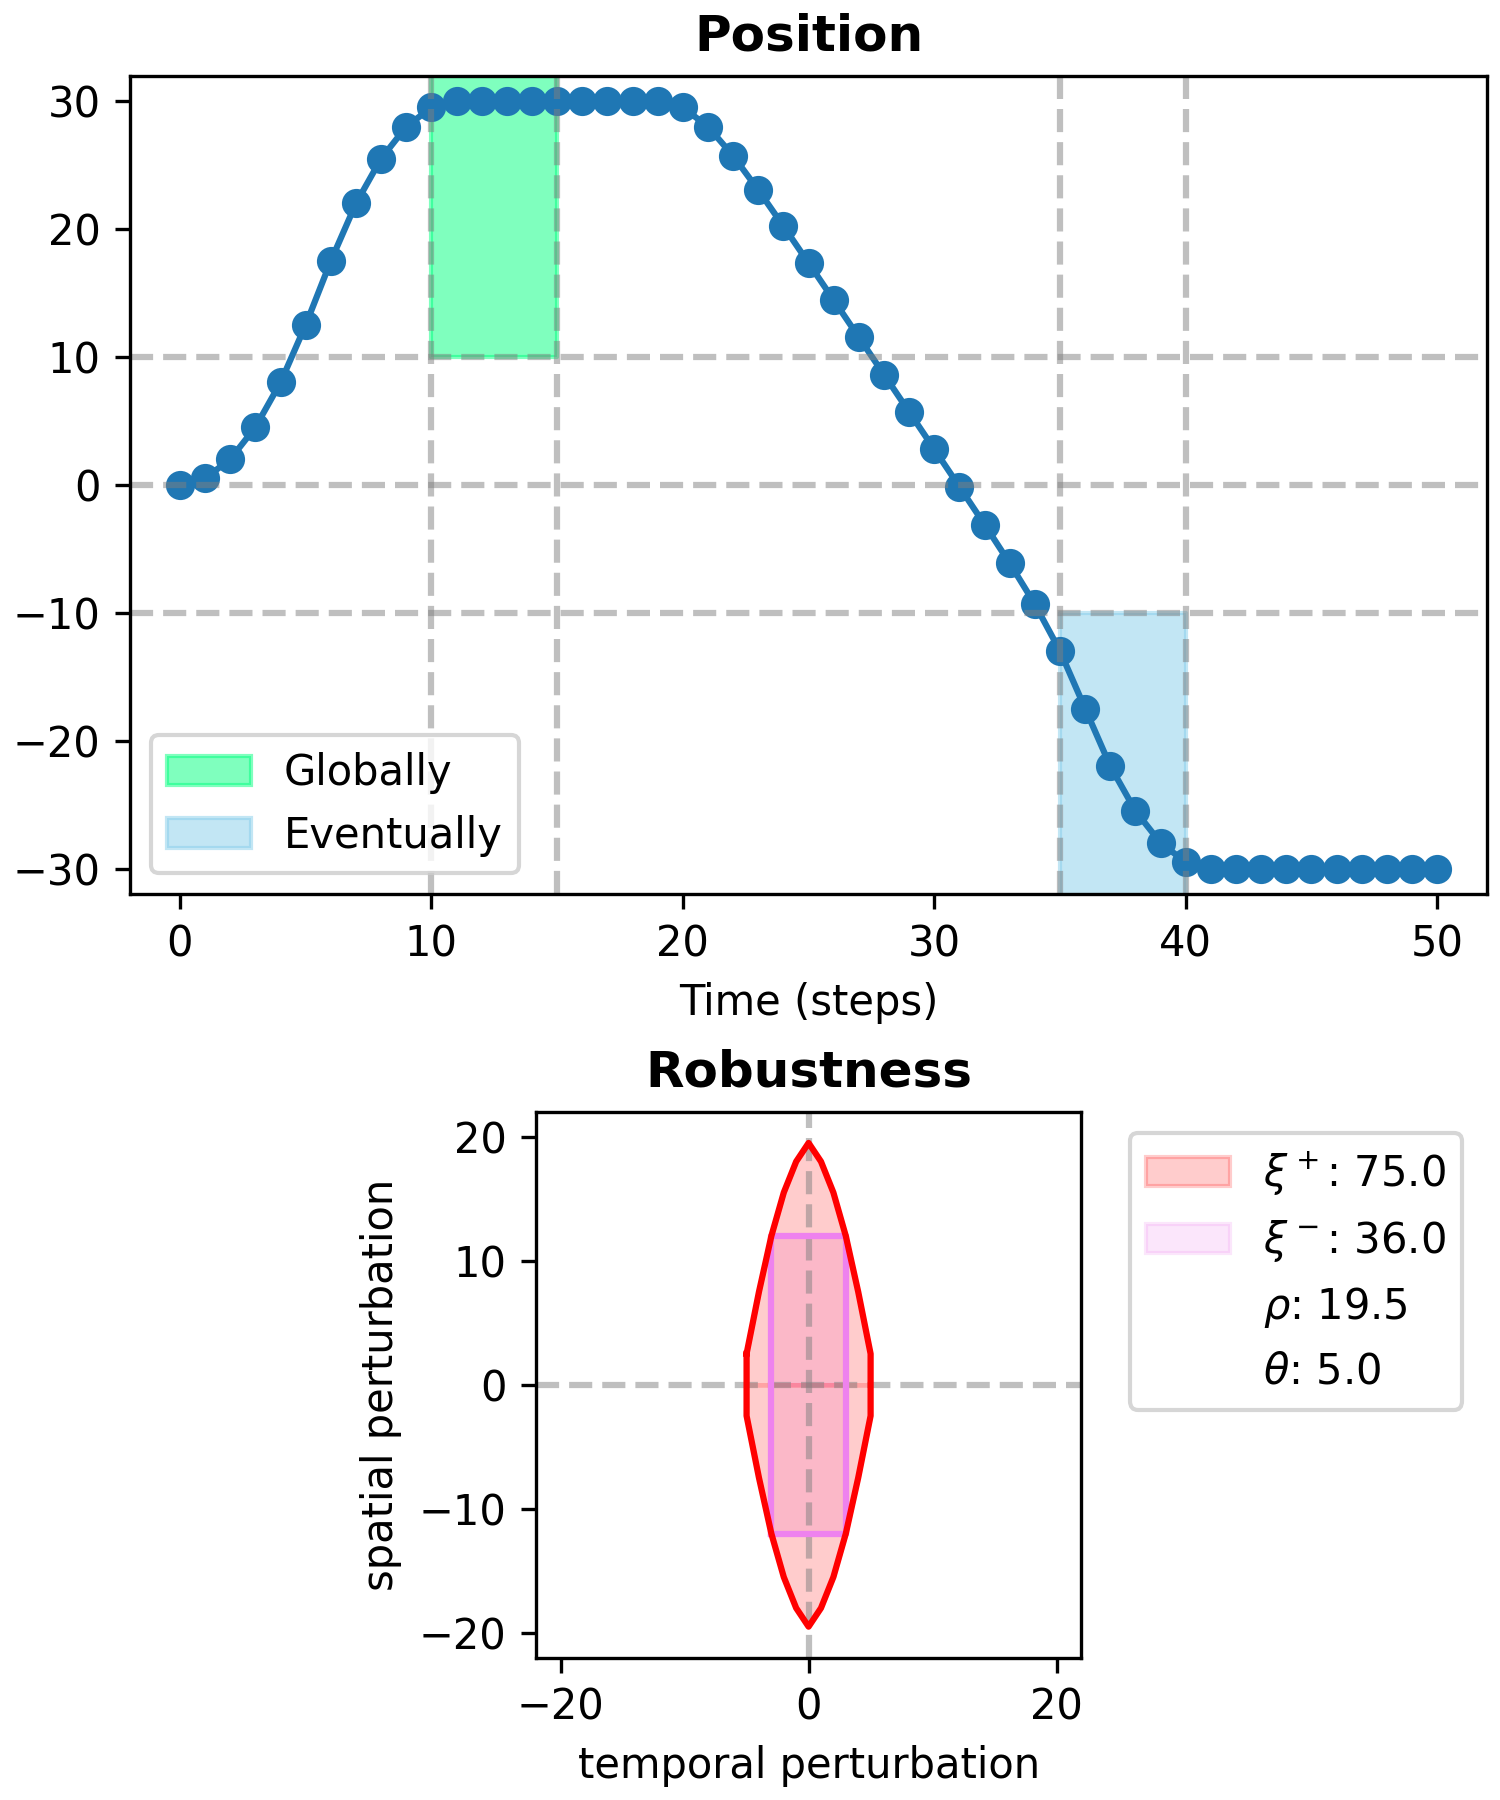 Position
30
20
10
0
−10
−20
−30
Globally
Eventually
0 10 20 30 40 50
Time (steps)
Robustness
20
10
0
−10
−20
spatial perturbation
−20 0 20
temporal perturbation
ξ⁺: 75.0
ξ⁻: 36.0
ρ: 19.5
θ: 5.0